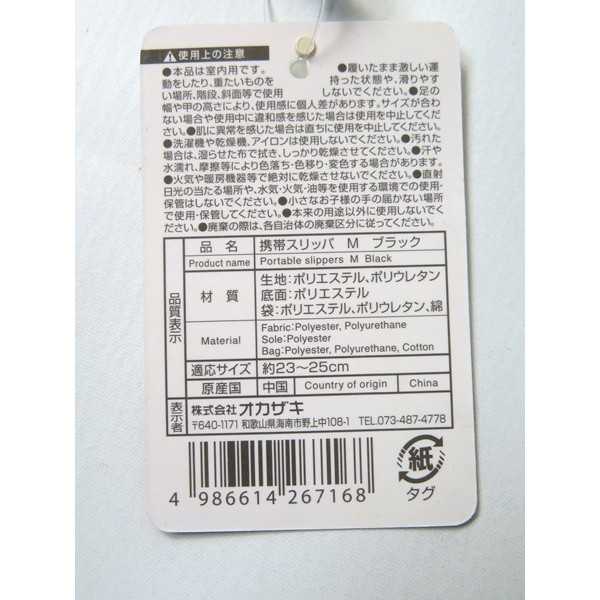 ⚠使用上の注意
●本品は室内用です。 ●履いたまま激しい運
動をしたり、重たいものを 持った状態や、滑りやす
い場所、階段、斜面等で使用 しないでください。●足の
幅や甲の高さにより、使用感に個人差があります。サイズが合わ
ない場合や使用中に違和感を感じた場合は使用を中止してくだ
さい。●肌に異常を感じた場合は直ちに使用を中止してください。
●洗濯機や乾燥機、アイロンは使用しないでください。●汚れた
場合は、湿らせた布で拭き、しっかり乾燥させてください。●汗や
水濡れ、摩擦等により色落ち・色移り・変色する場合があります。
●火気や暖房機器等で絶対に乾燥させないでください。●直射
日光の当たる場所や、水気・火気・油等を使用する環境での使用・
保管はしないでください。●小さなお子様の手の届かない場所
で使用・保管してください。●本来の用途以外に使用しないでく
ださい。●廃棄の際は、各自治体の廃棄区分に従ってください。
品質表示
品 名 携帯スリッパ M ブラック
Product name Portable slippers M Black
材 質 生地:ポリエステル、ポリウレタン
底面:ポリエステル
袋:ポリエステル、ポリウレタン、綿
Material Fabric:Polyester, Polyurethane
Sole:Polyester
Bag:Polyester, Polyurethane, Cotton
適応サイズ 約23～25cm
原産国 中国 Country of origin China
表示者 株式会社オカザキ
〒640-1171 和歌山県海南市野上中108-1 TEL.073-487-4778
4 986614 267168
紙
タグ